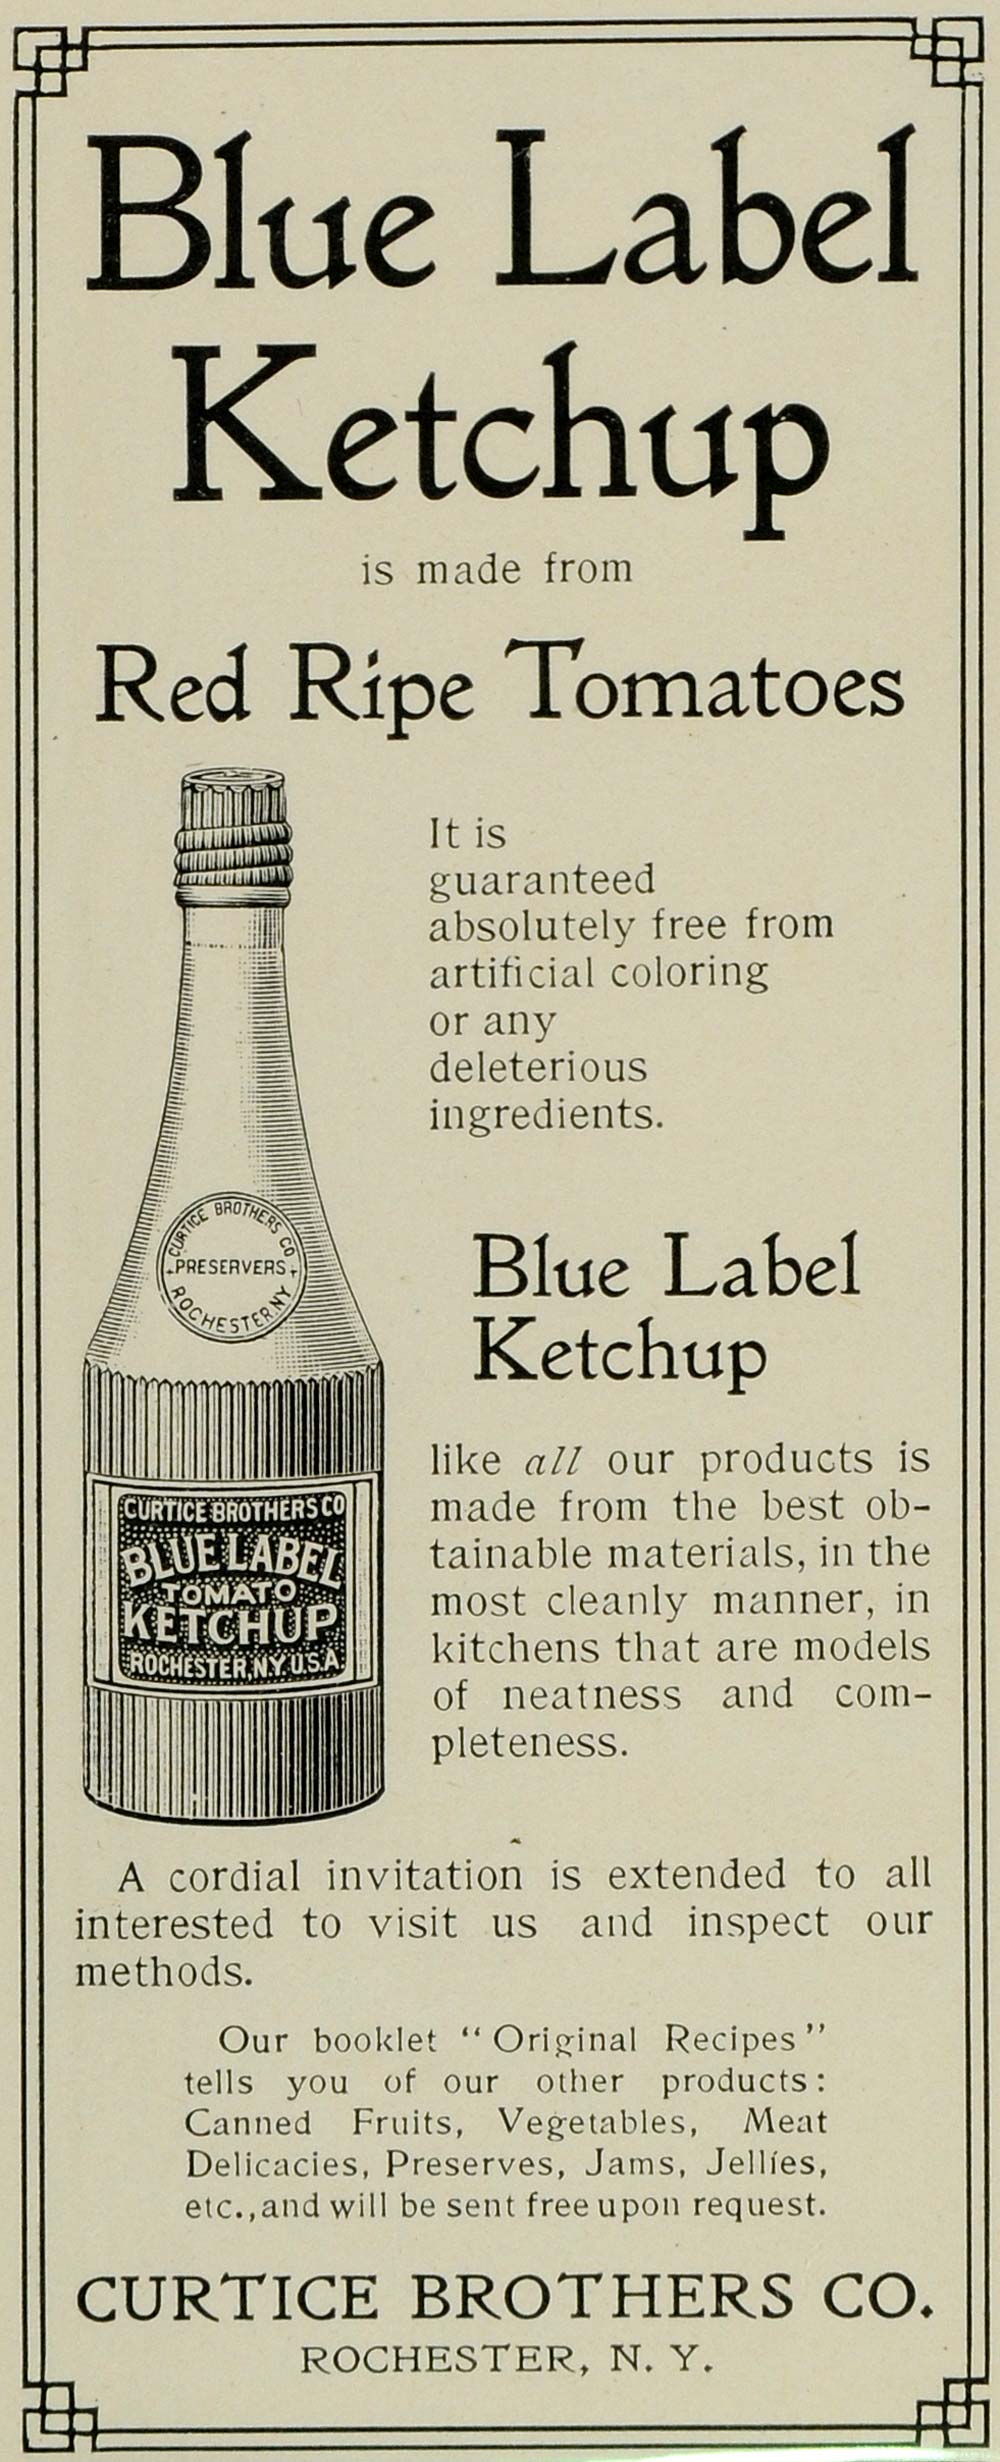 Blue Label
Ketchup
is made from
Red Ripe Tomatoes
It is
guaranteed
absolutely free from
artificial coloring
or any
deleterious
ingredients.
CURTICE BROTHERS CO
PRESERVERS
ROCHESTER NY
Blue Label
Ketchup
like all our products is
made from the best ob-
tainable materials, in the
most cleanly manner, in
kitchens that are models
of neatness and com-
pleteness.
CURTICE BROTHERS CO
BLUE LABEL
TOMATO
KETCHUP
ROCHESTER, N.Y. U.S.A.
A cordial invitation is extended to all
interested to visit us and inspect our
methods.
Our booklet “Original Recipes”
tells you of our other products:
Canned Fruits, Vegetables, Meat
Delicacies, Preserves, Jams, Jellies,
etc., and will be sent free upon request.
CURTICE BROTHERS CO.
ROCHESTER, N. Y.